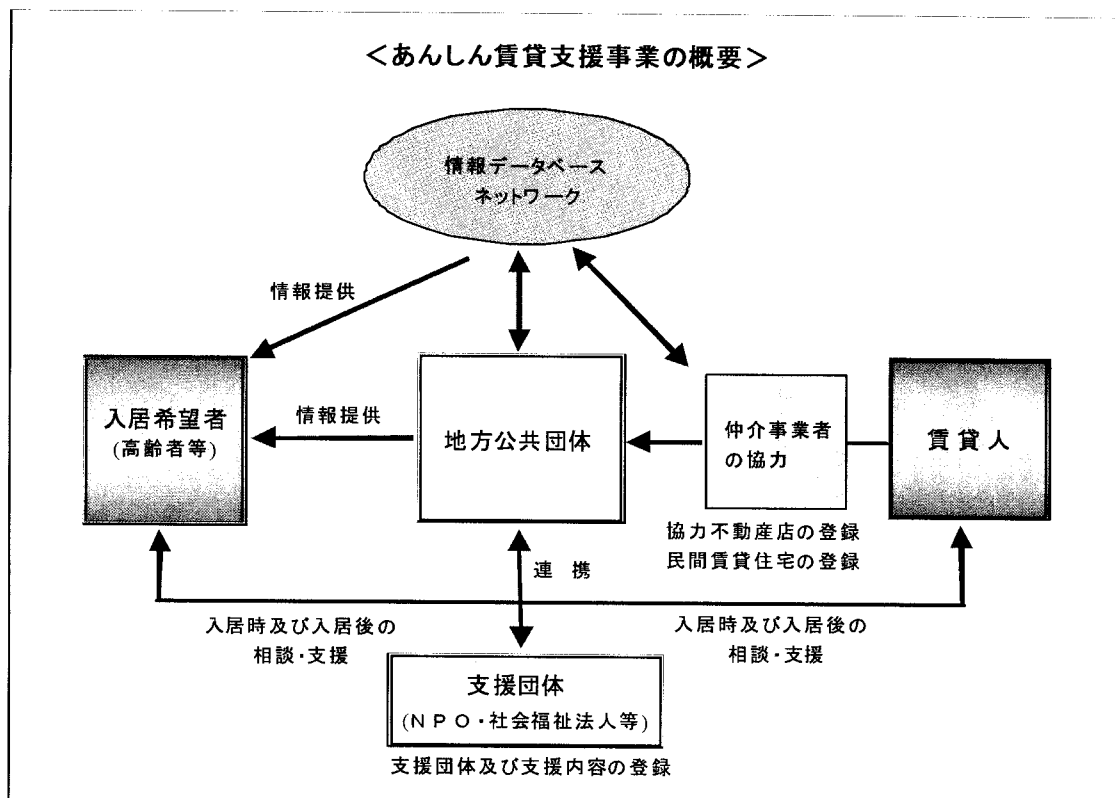 ＜あんしん賃貸支援事業の概要＞
情報データベース
ネットワーク
情報提供
入居希望者
(高齢者等)
情報提供
地方公共団体
仲介事業者
の協力
賃貸人
協力不動産店の登録
民間賃貸住宅の登録
連 携
入居時及び入居後の
相談・支援
入居時及び入居後の
相談・支援
支援団体
(ＮＰＯ・社会福祉法人等)
支援団体及び支援内容の登録